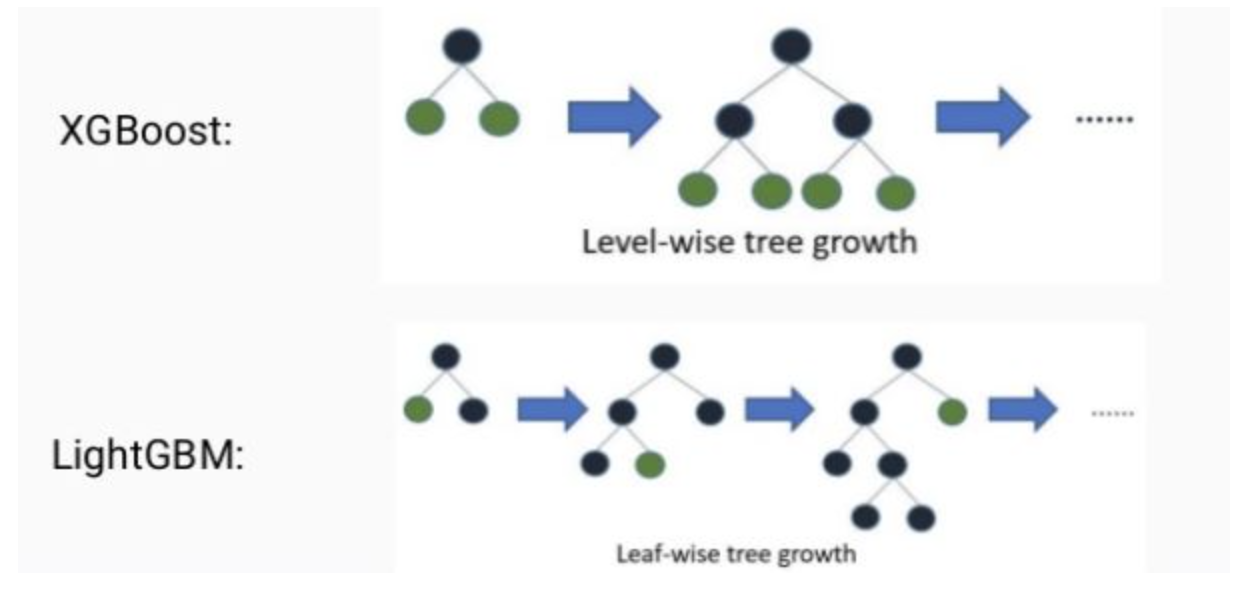 XGBoost:
......
Level-wise tree growth
LightGBM:
......
Leaf-wise tree growth